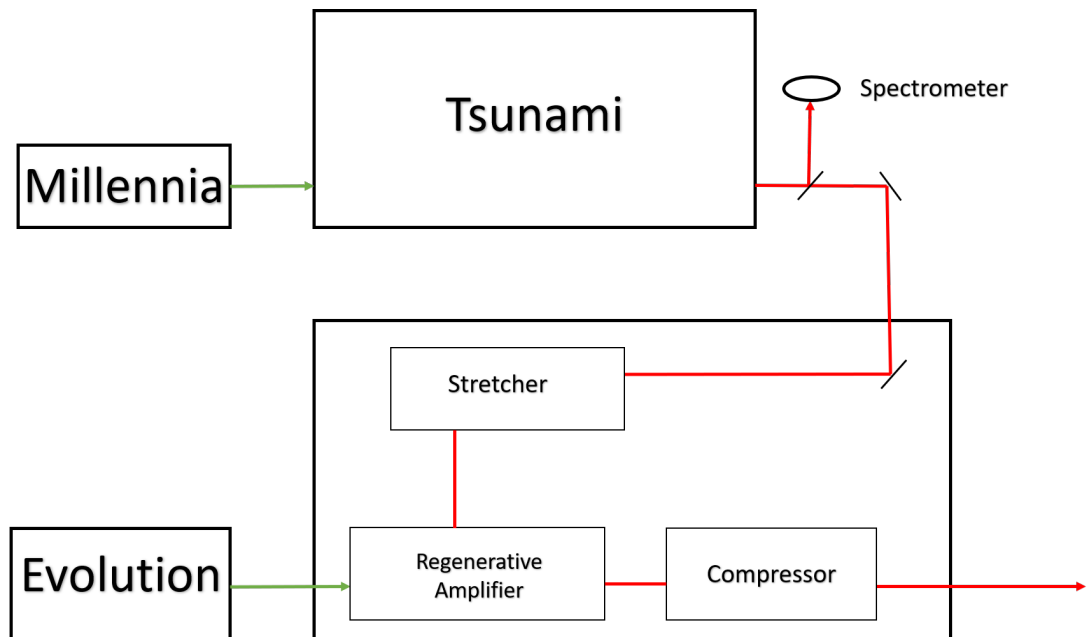 Tsunami
Spectrometer
Millennia
Stretcher
Evolution
Regenerative
Amplifier
Compressor